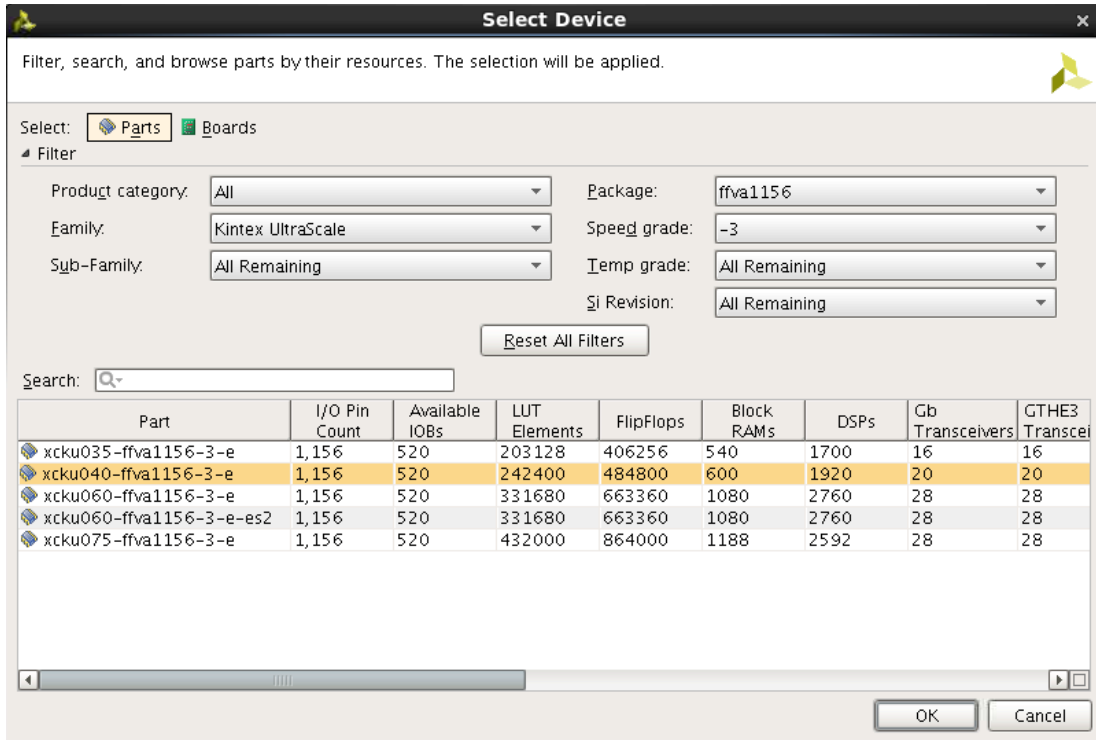 Select Device
Filter, search, and browse parts by their resources. The selection will be applied.
Select: Parts Boards
Filter
Product category: All Package: ffva1156
Family: Kintex UltraScale Speed grade: -3
Sub-Family: All Remaining Temp grade: All Remaining
Si Revision: All Remaining
Reset All Filters
Search:
Part I/O Pin Count Available IOBs LUT Elements FlipFlops Block RAMs DSPs Gb Transceivers GTHE3 Transcei
xcku035-ffva1156-3-e 1,156 520 203128 406256 540 1700 16 16
xcku040-ffva1156-3-e 1,156 520 242400 484800 600 1920 20 20
xcku060-ffva1156-3-e 1,156 520 331680 663360 1080 2760 28 28
xcku060-ffva1156-3-e-es2 1,156 520 331680 663360 1080 2760 28 28
xcku075-ffva1156-3-e 1,156 520 432000 864000 1188 2592 28 28
OK Cancel